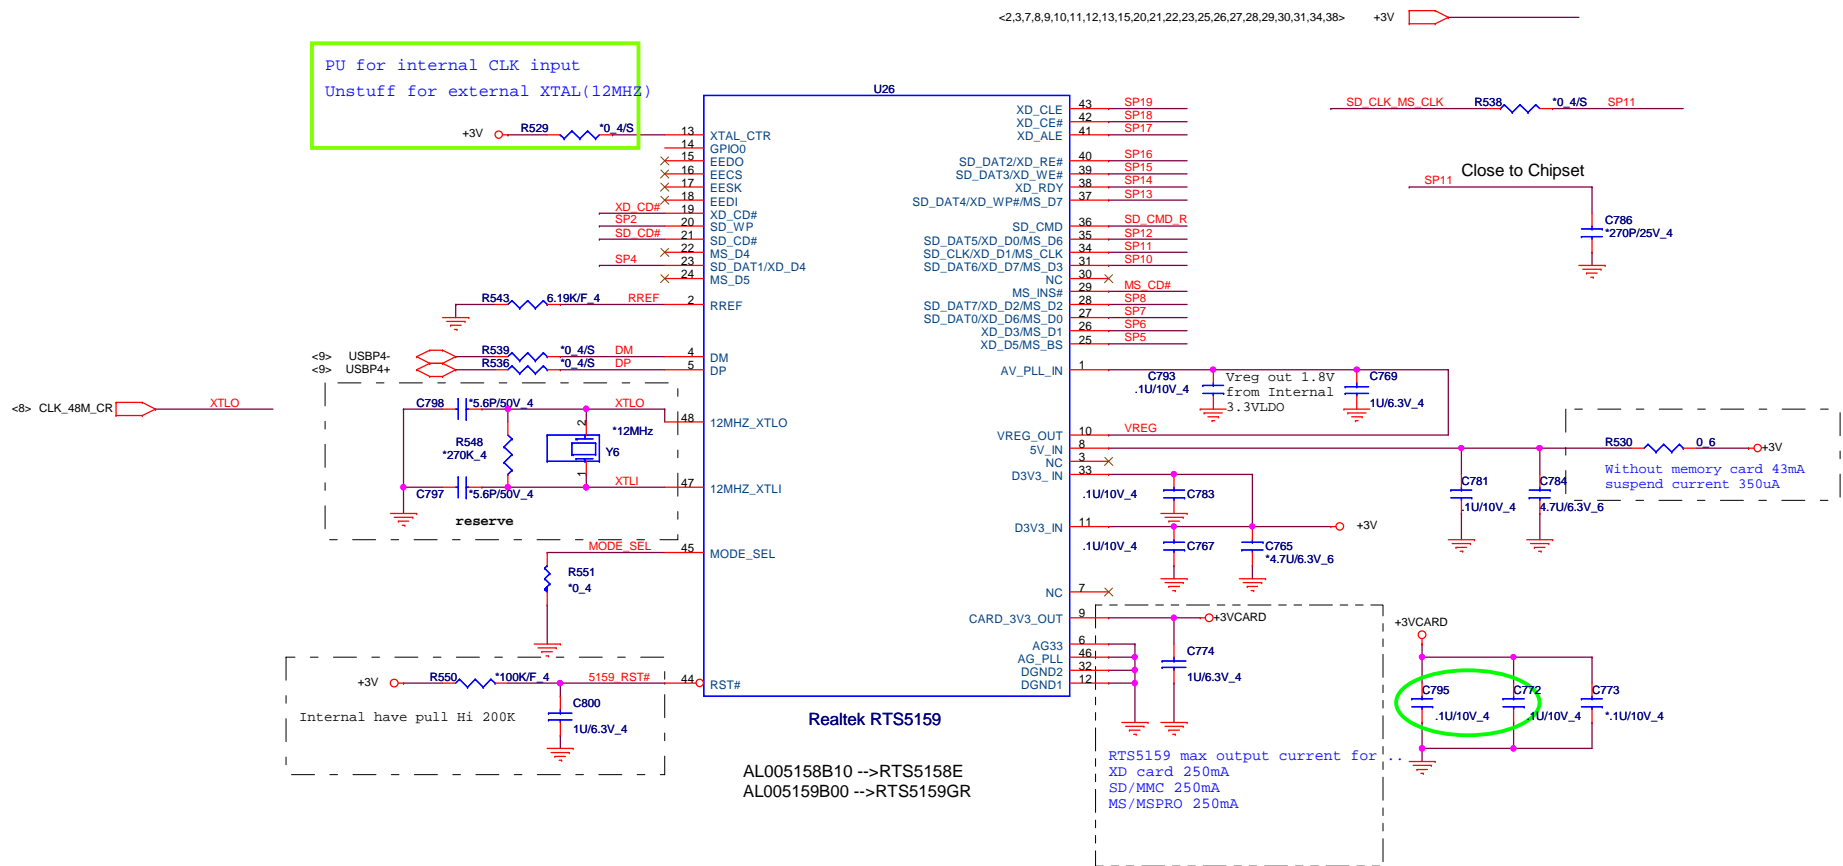 <2,3,7,8,9,10,11,12,13,15,20,21,22,23,25,26,27,28,29,30,31,34,38> +3V
PU for internal CLK input
Unstuff for external XTAL(12MHZ)
+3V R529 *0_4/S
U26
13 XTAL_CTR
14 GPIO0
15 EEDO
16 EECS
17 EESK
18 EEDI
XD_CD# 19 XD_CD#
SP2 20 SD_WP
SD_CD# 21 SD_CD#
22 MS_D4
SP4 23 SD_DAT1/XD_D4
24 MS_D5
R543 6.19K/F_4 RREF 2 RREF
<9> USBP4- R539 *0_4/S DM 4 DM
<9> USBP4+ R536 *0_4/S DP 5 DP
<8> CLK_48M_CR XTLO
C798 *5.6P/50V_4 XTLO
48 12MHZ_XTLO
R548
*270K_4
2
*12MHz
Y6
1
C797 *5.6P/50V_4 XTLI 47 12MHZ_XTLI
reserve
MODE_SEL 45 MODE_SEL
R551
*0_4
+3V R550 *100K/F_4 5159_RST# 44 RST#
C800
1U/6.3V_4
Internal have pull Hi 200K
XD_CLE 43 SP19
XD_CE# 42 SP18
XD_ALE 41 SP17
SD_DAT2/XD_RE# 40 SP16
SD_DAT3/XD_WE# 39 SP15
XD_RDY 38 SP14
SD_DAT4/XD_WP#/MS_D7 37 SP13
SD_CMD 36 SD_CMD_R
SD_DAT5/XD_D0/MS_D6 35 SP12
SD_CLK/XD_D1/MS_CLK 34 SP11
SD_DAT6/XD_D7/MS_D3 31 SP10
NC 30
MS_INS# 29 MS_CD#
SD_DAT7/XD_D2/MS_D2 28 SP8
SD_DAT0/XD_D6/MS_D0 27 SP7
XD_D3/MS_D1 26 SP6
XD_D5/MS_BS 25 SP5
AV_PLL_IN 1
C793
.1U/10V_4
Vreg out 1.8V
from Internal
3.3VLDO
C769
1U/6.3V_4
VREG_OUT 10 VREG
5V_IN 8
NC 3
D3V3_ IN 33
.1U/10V_4 C783
D3V3_IN 11 +3V
.1U/10V_4 C767
C765
*4.7U/6.3V_6
NC 7
CARD_3V3_OUT 9 +3VCARD
AG33 6
AG_PLL 46
DGND2 32
DGND1 12
C774
1U/6.3V_4
SD_CLK_MS_CLK R538 *0_4/S SP11
Close to Chipset
SP11
C786
*270P/25V_4
R530 0_6 +3V
Without memory card 43mA
suspend current 350uA
C781
.1U/10V_4
C784
4.7U/6.3V_6
RTS5159 max output current for ..
XD card 250mA
SD/MMC 250mA
MS/MSPRO 250mA
+3VCARD
C795
.1U/10V_4
C772
.1U/10V_4
C773
*.1U/10V_4
Realtek RTS5159
AL005158B10 -->RTS5158E
AL005159B00 -->RTS5159GR